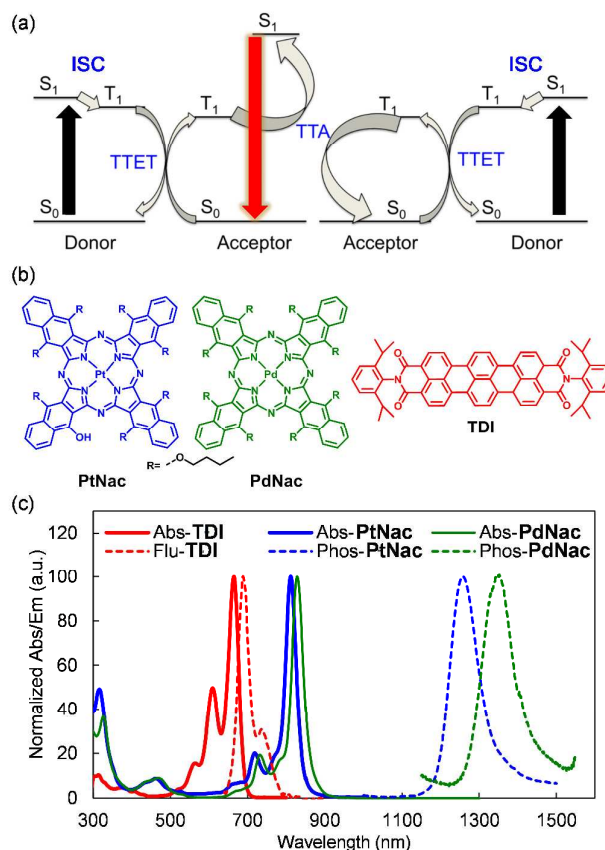 (a)
S1 ISC T1 S1 T1 TTA T1 ISC T1 S1
TTET TTET
S0 S0 S0 S0
Donor Acceptor Acceptor Donor
(b)
R R R R R R R R
N N N N N N N Pt
N N N N N N N N Pd
R R R R R R R
OH
R= O
PtNac PdNac
O N O O N O
TDI
(c)
Abs-TDI Abs-PtNac Abs-PdNac
Flu-TDI Phos-PtNac Phos-PdNac
Normalized Abs/Em (a.u.)
120
100
80
60
40
20
0
300 500 700 900 1100 1300 1500
Wavelength (nm)